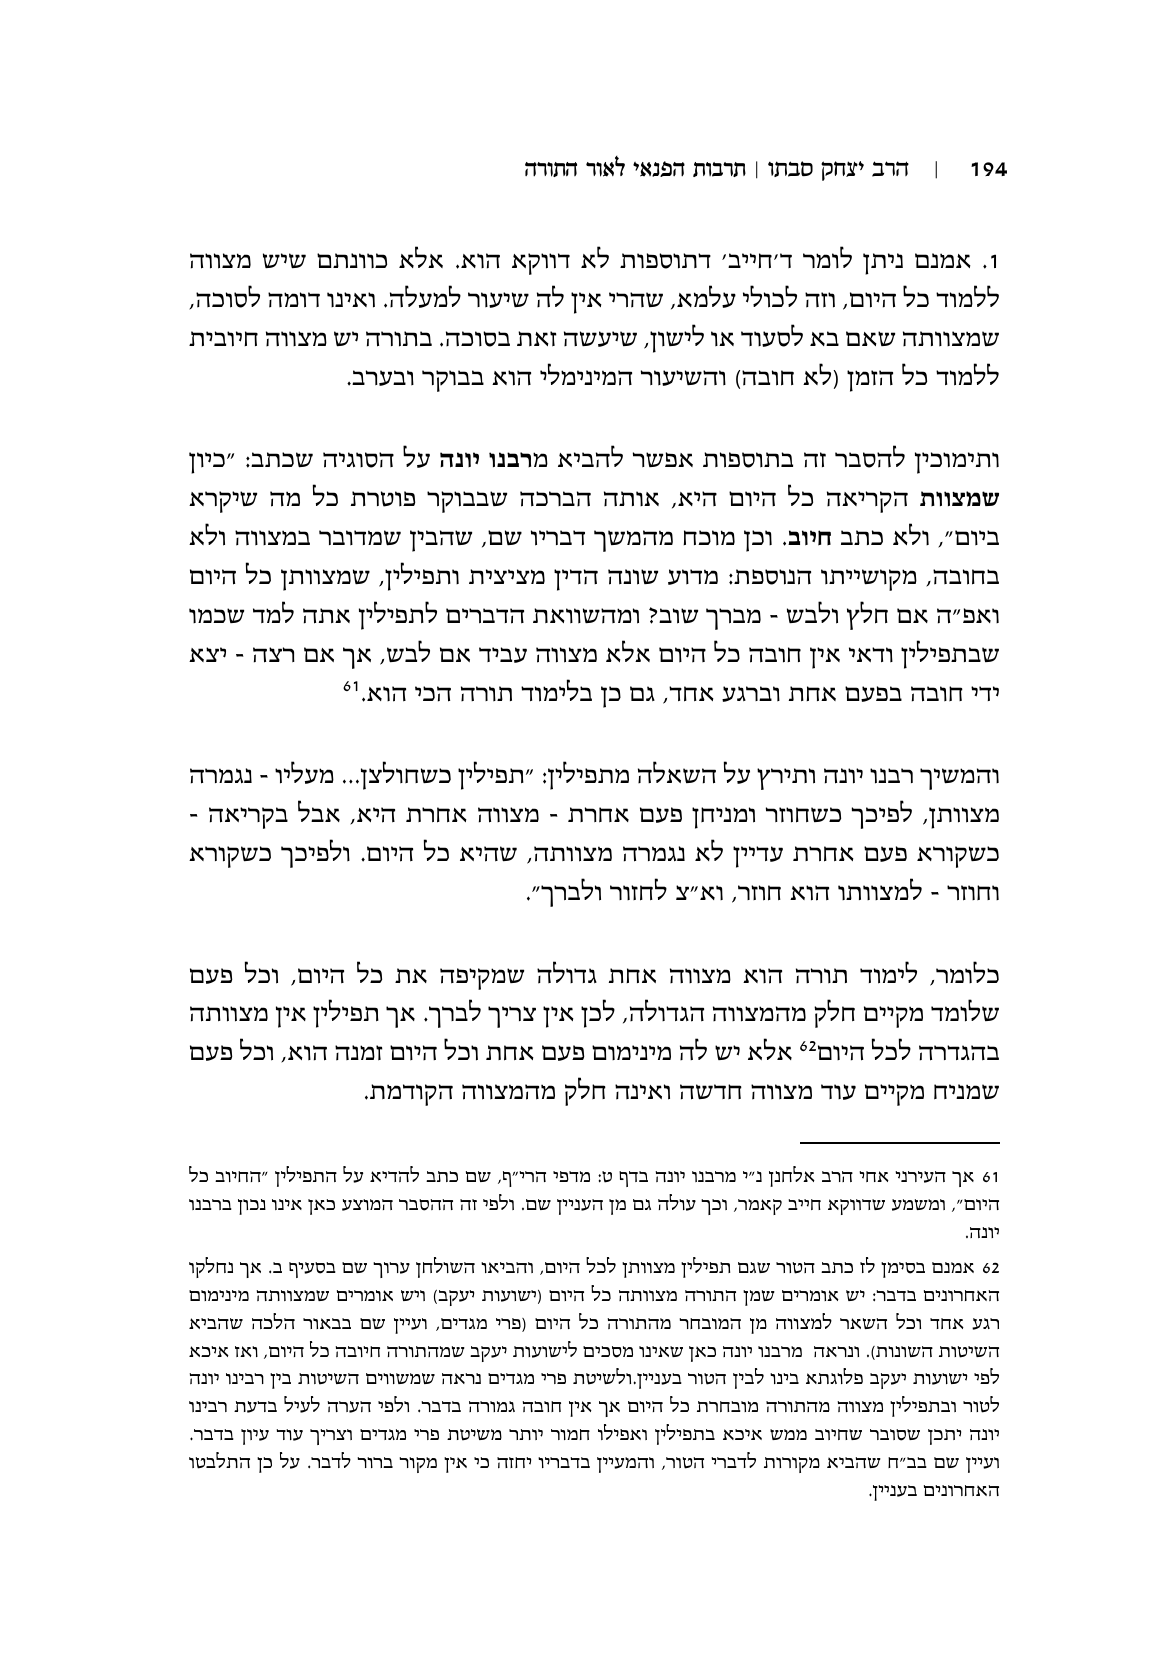 194 | הרב יצחק סבתו | תרבות הפנאי לאור התורה
1. אמנם ניתן לומר ד׳חייב׳ דתוספות לא דווקא הוא. אלא כוונתם שיש מצווה
ללמוד כל היום, וזה לכולי עלמא, שהרי אין לה שיעור למעלה. ואינו דומה לסוכה,
שמצוותה שאם בא לסעוד או לישון, שיעשה זאת בסוכה. בתורה יש מצווה חיובית
ללמוד כל הזמן (לא חובה) והשיעור המינימלי הוא בבוקר ובערב.
ותימוכין להסבר זה בתוספות אפשר להביא מרבנו יונה על הסוגיה שכתב: ״כיון
שמצוות הקריאה כל היום היא, אותה הברכה שבבוקר פוטרת כל מה שיקרא
ביום״, ולא כתב חיוב. וכן מוכח מהמשך דבריו שם, שהבין שמדובר במצווה ולא
בחובה, מקושייתו הנוספת: מדוע שונה הדין מציצית ותפילין, שמצוותן כל היום
ואפ״ה אם חלץ ולבש - מברך שוב? ומהשוואת הדברים לתפילין אתה למד שכמו
שבתפילין ודאי אין חובה כל היום אלא מצווה עביד אם לבש, אך אם רצה - יצא
ידי חובה בפעם אחת וברגע אחד, גם כן בלימוד תורה הכי הוא.61
והמשיך רבנו יונה ותירץ על השאלה מתפילין: ״תפילין כשחולצן... מעליו - נגמרה
מצוותן, לפיכך כשחוזר ומניחן פעם אחרת - מצווה אחרת היא, אבל בקריאה -
כשקורא פעם אחרת עדיין לא נגמרה מצוותה, שהיא כל היום. ולפיכך כשקורא
וחוזר - למצוותו הוא חוזר, וא״צ לחזור ולברך״.
כלומר, לימוד תורה הוא מצווה אחת גדולה שמקיפה את כל היום, וכל פעם
שלומד מקיים חלק מהמצווה הגדולה, לכן אין צריך לברך. אך תפילין אין מצוותה
בהגדרה לכל היום62 אלא יש לה מינימום פעם אחת וכל היום זמנה הוא, וכל פעם
שמניח מקיים עוד מצווה חדשה ואינה חלק מהמצווה הקודמת.
61 אך העירני אחי הרב אלחנן נ״י מרבנו יונה בדף ט: מדפי הרי״ף, שם כתב להדיא על התפילין ״החיוב כל
היום״, ומשמע שדווקא חייב קאמר, וכך עולה גם מן העניין שם. ולפי זה ההסבר המוצע כאן אינו נכון ברבנו
יונה.
62 אמנם בסימן לז כתב הטור שגם תפילין מצוותן לכל היום, והביאו השולחן ערוך שם בסעיף ב. אך נחלקו
האחרונים בדבר: יש אומרים שמן התורה מצוותה כל היום (ישועות יעקב) ויש אומרים שמצוותה מינימום
רגע אחד וכל השאר למצווה מן המובחר מהתורה כל היום (פרי מגדים, ועיין שם בבאור הלכה שהביא
השיטות השונות). ונראה מרבנו יונה כאן שאינו מסכים לישועות יעקב שמהתורה חיובה כל היום, ואז איכא
לפי ישועות יעקב פלוגתא בינו לבין הטור בעניין.ולשיטת פרי מגדים נראה שמשווים השיטות בין רבינו יונה
לטור ובתפילין מצווה מהתורה מובחרת כל היום אך אין חובה גמורה בדבר. ולפי הערה לעיל בדעת רבינו
יונה יתכן שסובר שחיוב ממש איכא בתפילין ואפילו חמור יותר משיטת פרי מגדים וצריך עוד עיון בדבר.
ועיין שם בב״ח שהביא מקורות לדברי הטור, והמעיין בדבריו יחזה כי אין מקור ברור לדבר. על כן התלבטו
האחרונים בעניין.